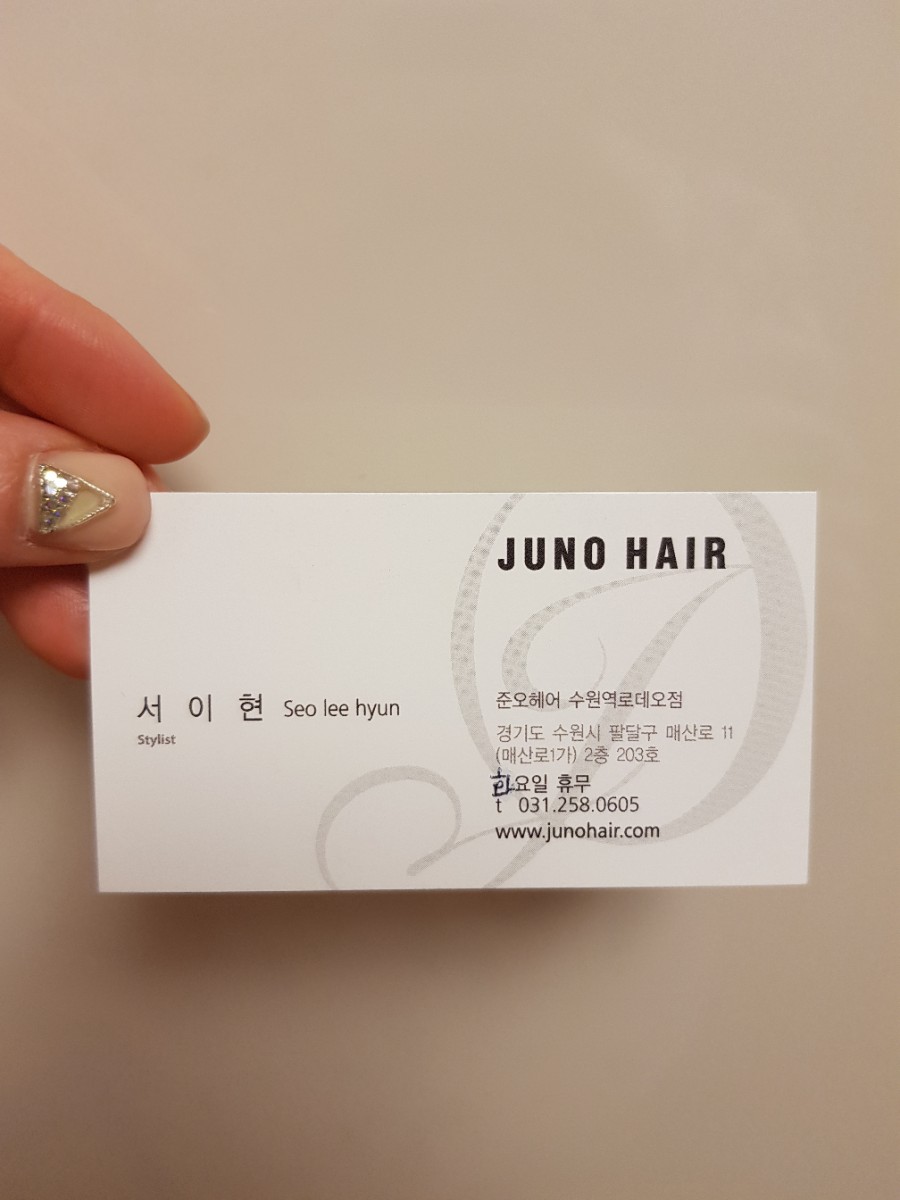 JUNO HAIR
서 이 현 Seo lee hyun
Stylist
준오헤어 수원역로데오점
경기도 수원시 팔달구 매산로 11
(매산로1가) 2층 203호
화요일 휴무
t 031.258.0605
www.junohair.com